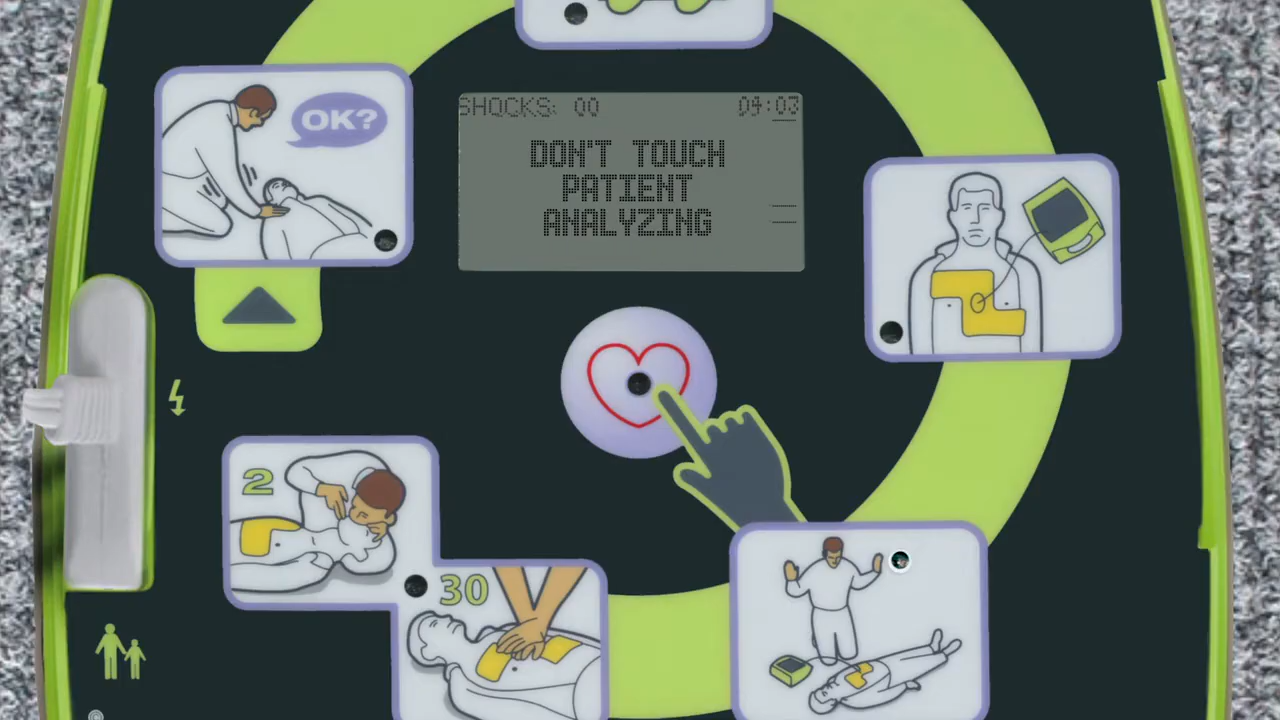 SHOCKS: 00 04:03
DON'T TOUCH
PATIENT
ANALYZING
OK?
2
30